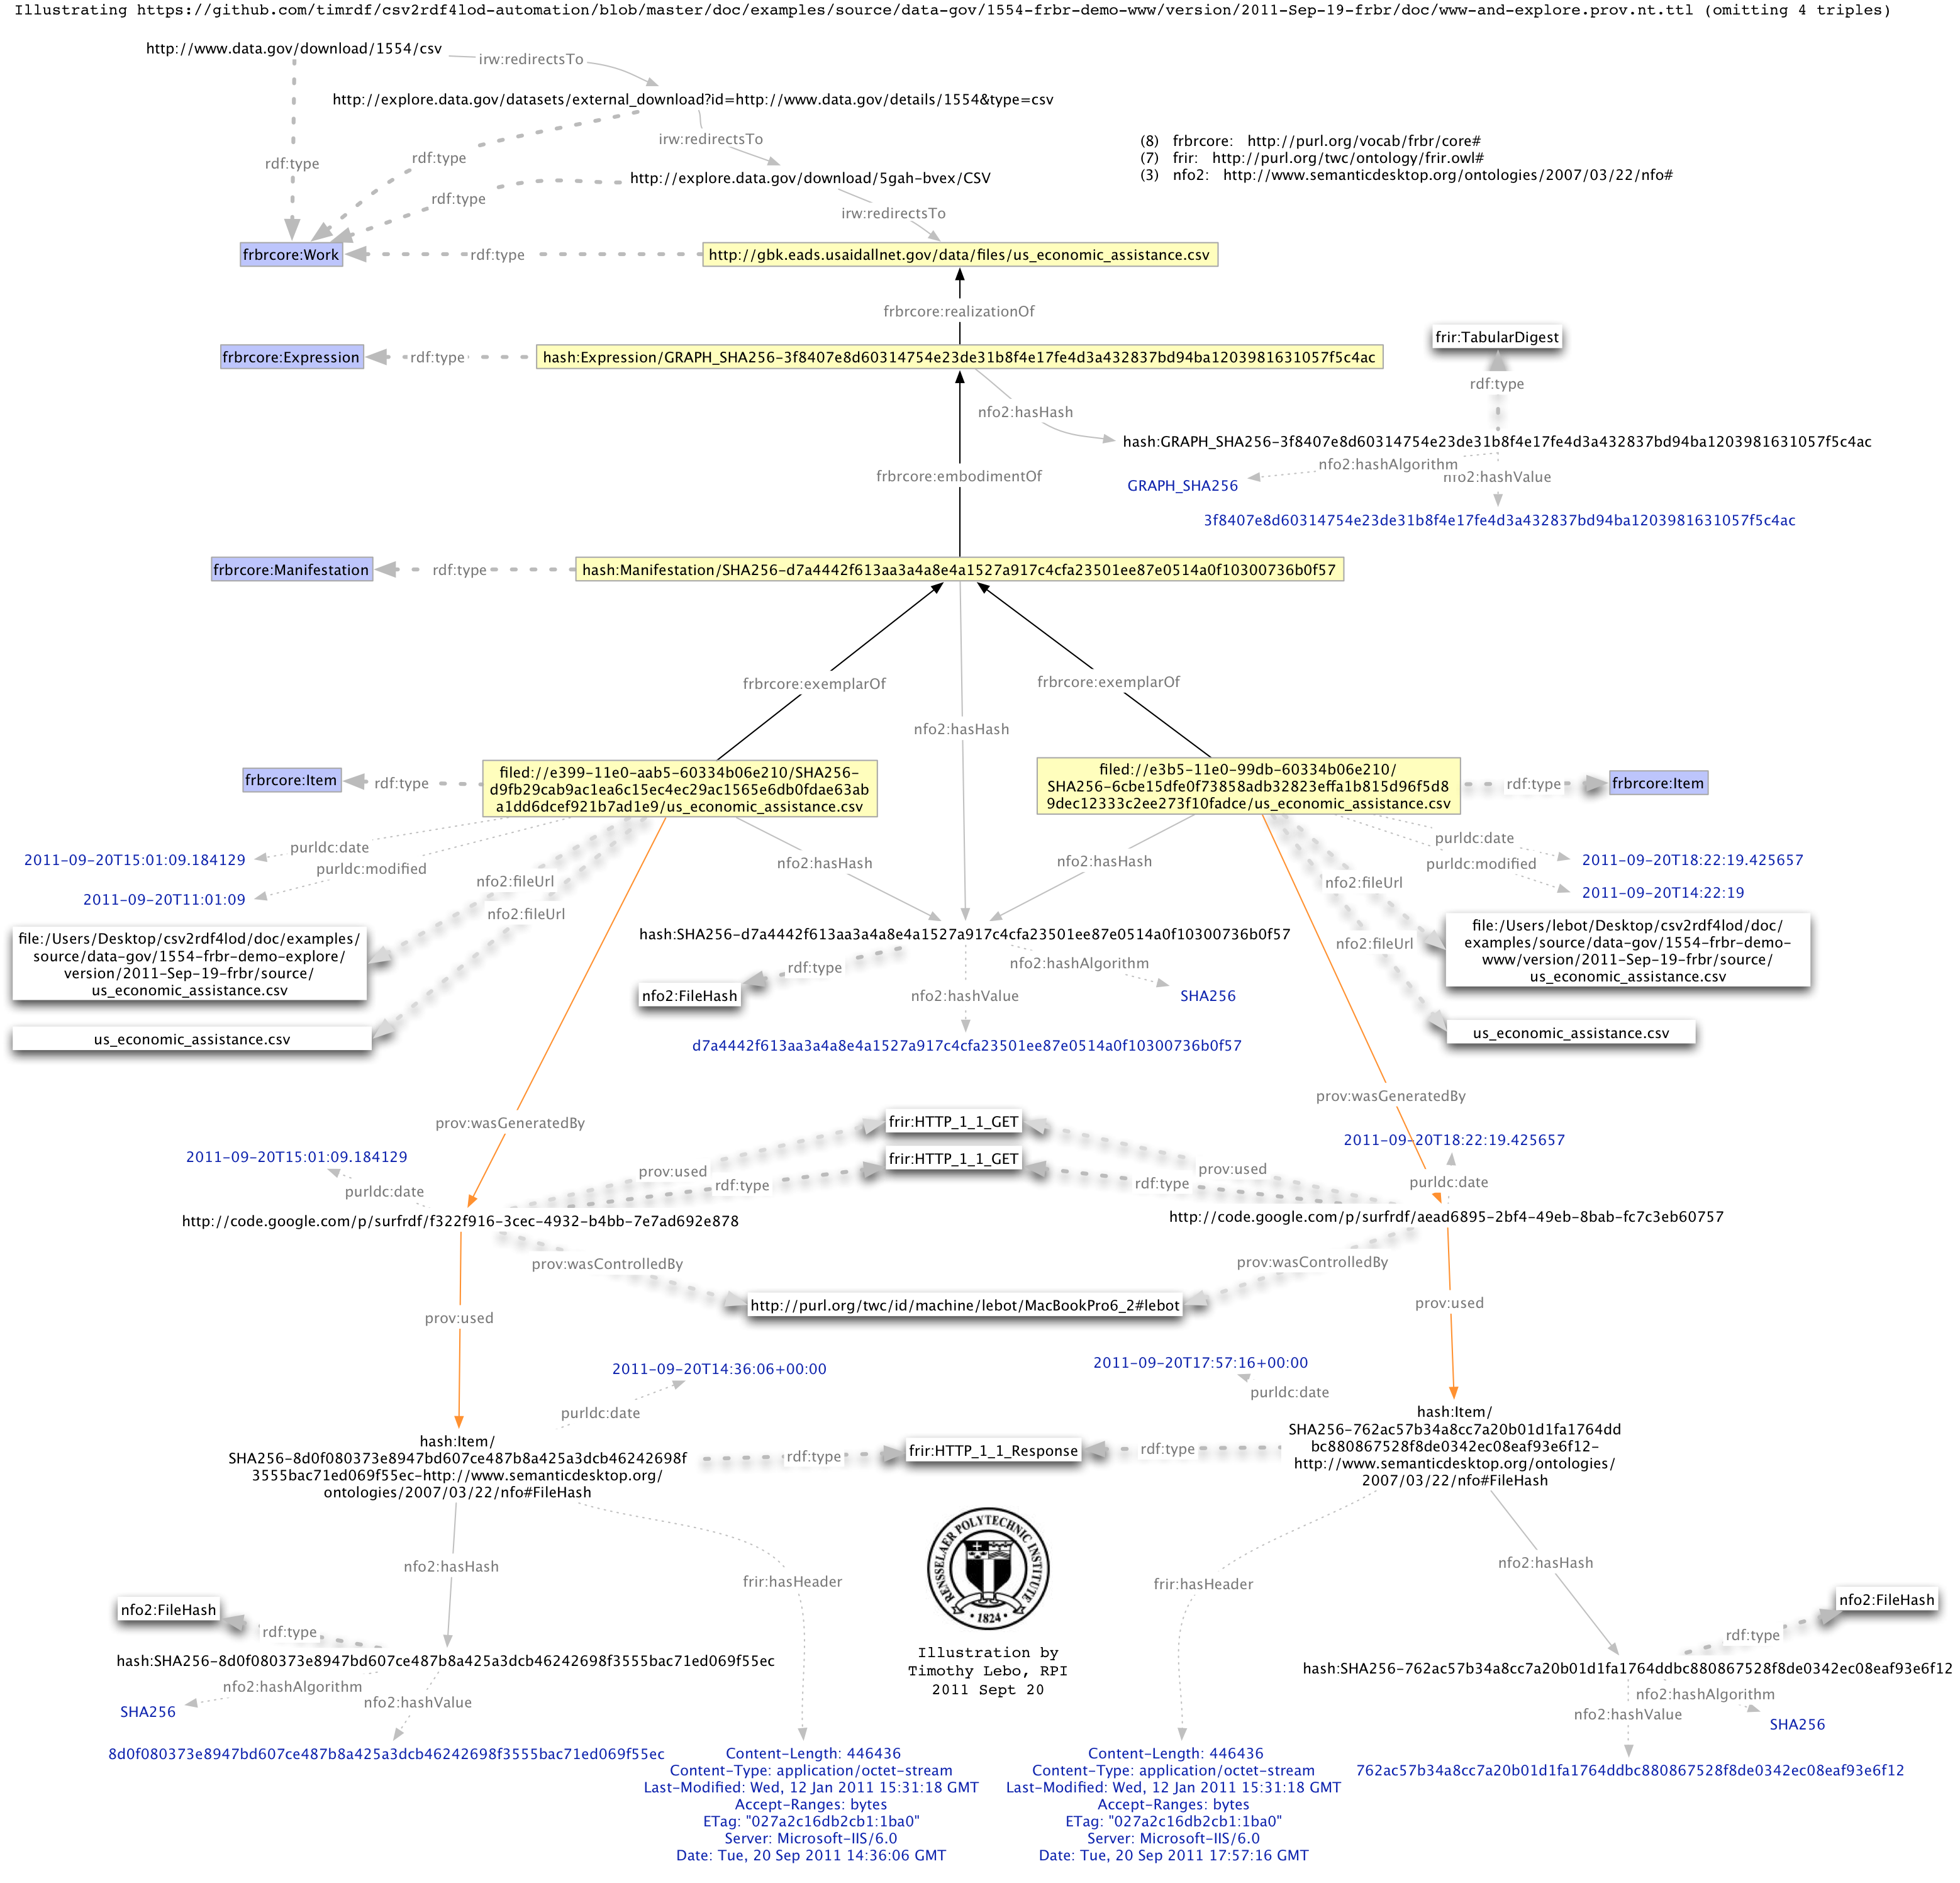 Illustrating https://github.com/timrdf/csv2rdf4lod-automation/blob/master/doc/examples/source/data-gov/1554-frbr-demo-www/version/2011-Sep-19-frbr/doc/www-and-explore.prov.nt.ttl (omitting 4 triples)
http://www.data.gov/download/1554/csv
irw:redirectsTo
http://explore.data.gov/datasets/external_download?id=http://www.data.gov/details/1554&type=csv
irw:redirectsTo
(8) frbrcore: http://purl.org/vocab/frbr/core#
(7) frir: http://purl.org/twc/ontology/frir.owl#
(3) nfo2: http://www.semanticdesktop.org/ontologies/2007/03/22/nfo#
rdf:type
rdf:type
http://explore.data.gov/download/5gah-bvex/CSV
rdf:type
irw:redirectsTo
frbrcore:Work
rdf:type
http://gbk.eads.usaidallnet.gov/data/files/us_economic_assistance.csv
frbrcore:realizationOf
frir:TabularDigest
frbrcore:Expression
rdf:type
hash:Expression/GRAPH_SHA256-3f8407e8d60314754e23de31b8f4e17fe4d3a432837bd94ba1203981631057f5c4ac
rdf:type
nfo2:hasHash
hash:GRAPH_SHA256-3f8407e8d60314754e23de31b8f4e17fe4d3a432837bd94ba1203981631057f5c4ac
nfo2:hashAlgorithm
frbrcore:embodimentOf
nfo2:hashValue
GRAPH_SHA256
3f8407e8d60314754e23de31b8f4e17fe4d3a432837bd94ba1203981631057f5c4ac
frbrcore:Manifestation
rdf:type
hash:Manifestation/SHA256-d7a4442f613aa3a4a8e4a1527a917c4cfa23501ee87e0514a0f10300736b0f57
frbrcore:exemplarOf
frbrcore:exemplarOf
nfo2:hasHash
frbrcore:Item
rdf:type
filed://e399-11e0-aab5-60334b06e210/SHA256-
d9fb29cab9ac1ea6c15ec4ec29ac1565e6db0fdae63ab
a1dd6dcef921b7ad1e9/us_economic_assistance.csv
filed://e3b5-11e0-99db-60334b06e210/
SHA256-6cbe15dfe0f73858adb32823effa1b815d96f5d8
9dec12333c2ee273f10fadce/us_economic_assistance.csv
rdf:type
frbrcore:Item
purldc:date
2011-09-20T15:01:09.184129
purldc:modified
2011-09-20T11:01:09
nfo2:fileUrl
nfo2:fileUrl
nfo2:hasHash
nfo2:hasHash
purldc:date
2011-09-20T18:22:19.425657
purldc:modified
2011-09-20T14:22:19
nfo2:fileUrl
nfo2:fileUrl
file:/Users/Desktop/csv2rdf4lod/doc/examples/
source/data-gov/1554-frbr-demo-explore/
version/2011-Sep-19-frbr/source/
us_economic_assistance.csv
hash:SHA256-d7a4442f613aa3a4a8e4a1527a917c4cfa23501ee87e0514a0f10300736b0f57
file:/Users/lebot/Desktop/csv2rdf4lod/doc/
examples/source/data-gov/1554-frbr-demo-
www/version/2011-Sep-19-frbr/source/
us_economic_assistance.csv
rdf:type
nfo2:hashAlgorithm
nfo2:FileHash
nfo2:hashValue
SHA256
us_economic_assistance.csv
d7a4442f613aa3a4a8e4a1527a917c4cfa23501ee87e0514a0f10300736b0f57
us_economic_assistance.csv
prov:wasGeneratedBy
frir:HTTP_1_1_GET
prov:wasGeneratedBy
2011-09-20T15:01:09.184129
frir:HTTP_1_1_GET
2011-09-20T18:22:19.425657
purldc:date
prov:used
rdf:type
prov:used
rdf:type
purldc:date
http://code.google.com/p/surfrdf/f322f916-3cec-4932-b4bb-7e7ad692e878
http://code.google.com/p/surfrdf/aead6895-2bf4-49eb-8bab-fc7c3eb60757
prov:wasControlledBy
prov:wasControlledBy
http://purl.org/twc/id/machine/lebot/MacBookPro6_2#lebot
prov:used
prov:used
2011-09-20T14:36:06+00:00
2011-09-20T17:57:16+00:00
purldc:date
purldc:date
hash:Item/
SHA256-8d0f080373e8947bd607ce487b8a425a3dcb46242698f
3555bac71ed069f55ec-http://www.semanticdesktop.org/
ontologies/2007/03/22/nfo#FileHash
rdf:type
frir:HTTP_1_1_Response
rdf:type
hash:Item/
SHA256-762ac57b34a8cc7a20b01d1fa1764dd
bc880867528f8de0342ec08eaf93e6f12-
http://www.semanticdesktop.org/ontologies/
2007/03/22/nfo#FileHash
nfo2:hasHash
frir:hasHeader
RENSSELAER POLYTECHNIC INSTITUTE
1824
frir:hasHeader
nfo2:hasHash
nfo2:FileHash
rdf:type
nfo2:FileHash
rdf:type
hash:SHA256-8d0f080373e8947bd607ce487b8a425a3dcb46242698f3555bac71ed069f55ec
Illustration by
Timothy Lebo, RPI
2011 Sept 20
hash:SHA256-762ac57b34a8cc7a20b01d1fa1764ddbc880867528f8de0342ec08eaf93e6f12
nfo2:hashAlgorithm
nfo2:hashValue
SHA256
nfo2:hashAlgorithm
nfo2:hashValue
SHA256
8d0f080373e8947bd607ce487b8a425a3dcb46242698f3555bac71ed069f55ec
762ac57b34a8cc7a20b01d1fa1764ddbc880867528f8de0342ec08eaf93e6f12
Content-Length: 446436
Content-Type: application/octet-stream
Last-Modified: Wed, 12 Jan 2011 15:31:18 GMT
Accept-Ranges: bytes
ETag: "027a2c16db2cb1:1ba0"
Server: Microsoft-IIS/6.0
Date: Tue, 20 Sep 2011 14:36:06 GMT
Content-Length: 446436
Content-Type: application/octet-stream
Last-Modified: Wed, 12 Jan 2011 15:31:18 GMT
Accept-Ranges: bytes
ETag: "027a2c16db2cb1:1ba0"
Server: Microsoft-IIS/6.0
Date: Tue, 20 Sep 2011 17:57:16 GMT